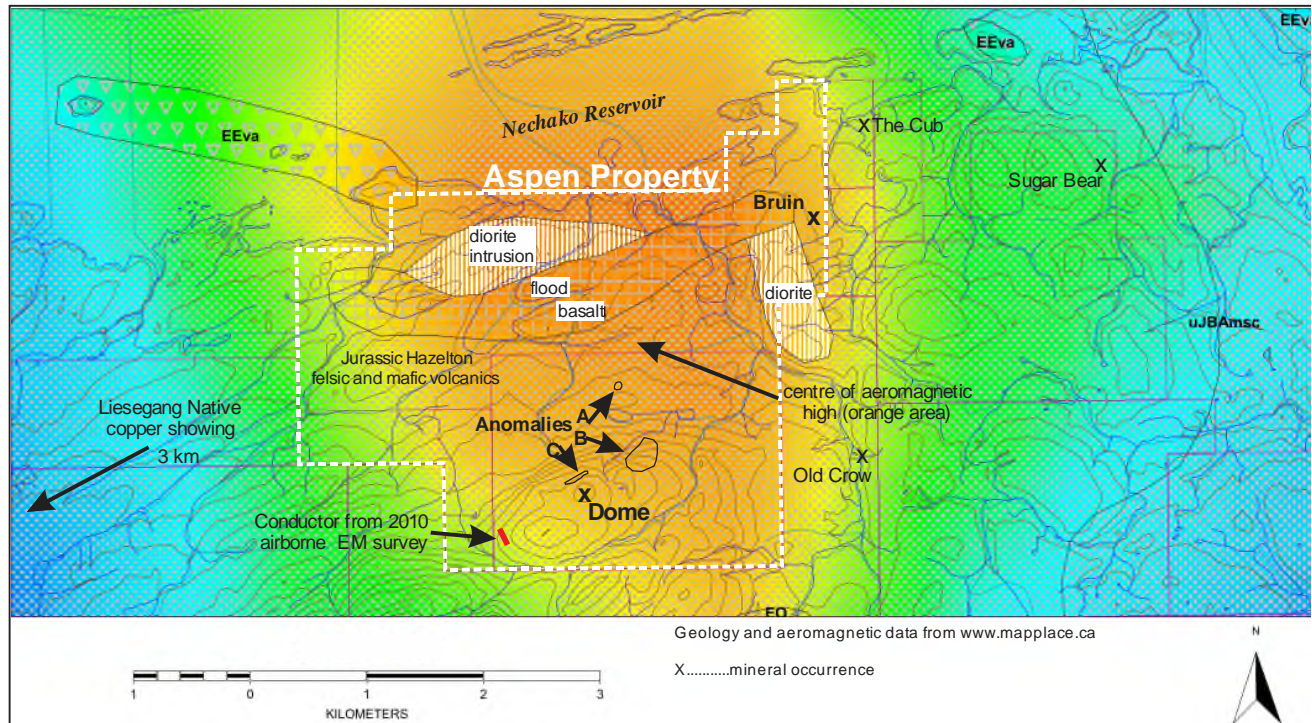 EEva
EEva
Nechako Reservoir
EEva
X The Cub
X
Sugar Bear
Aspen Property
Bruin
X
diorite
intrusion
flood
basalt
diorite
uJBAmsc
Jurassic Hazelton
felsic and mafic volcanics
centre of aeromagnetic
high (orange area)
Liesegang Native
copper showing
3 km
Anomalies
A
B
C
X
Old Crow
x
Dome
Conductor from 2010
airborne EM survey
EO
Geology and aeromagnetic data from www.mapplace.ca
X..........mineral occurrence
N
1 0 1 2 3
KILOMETERS